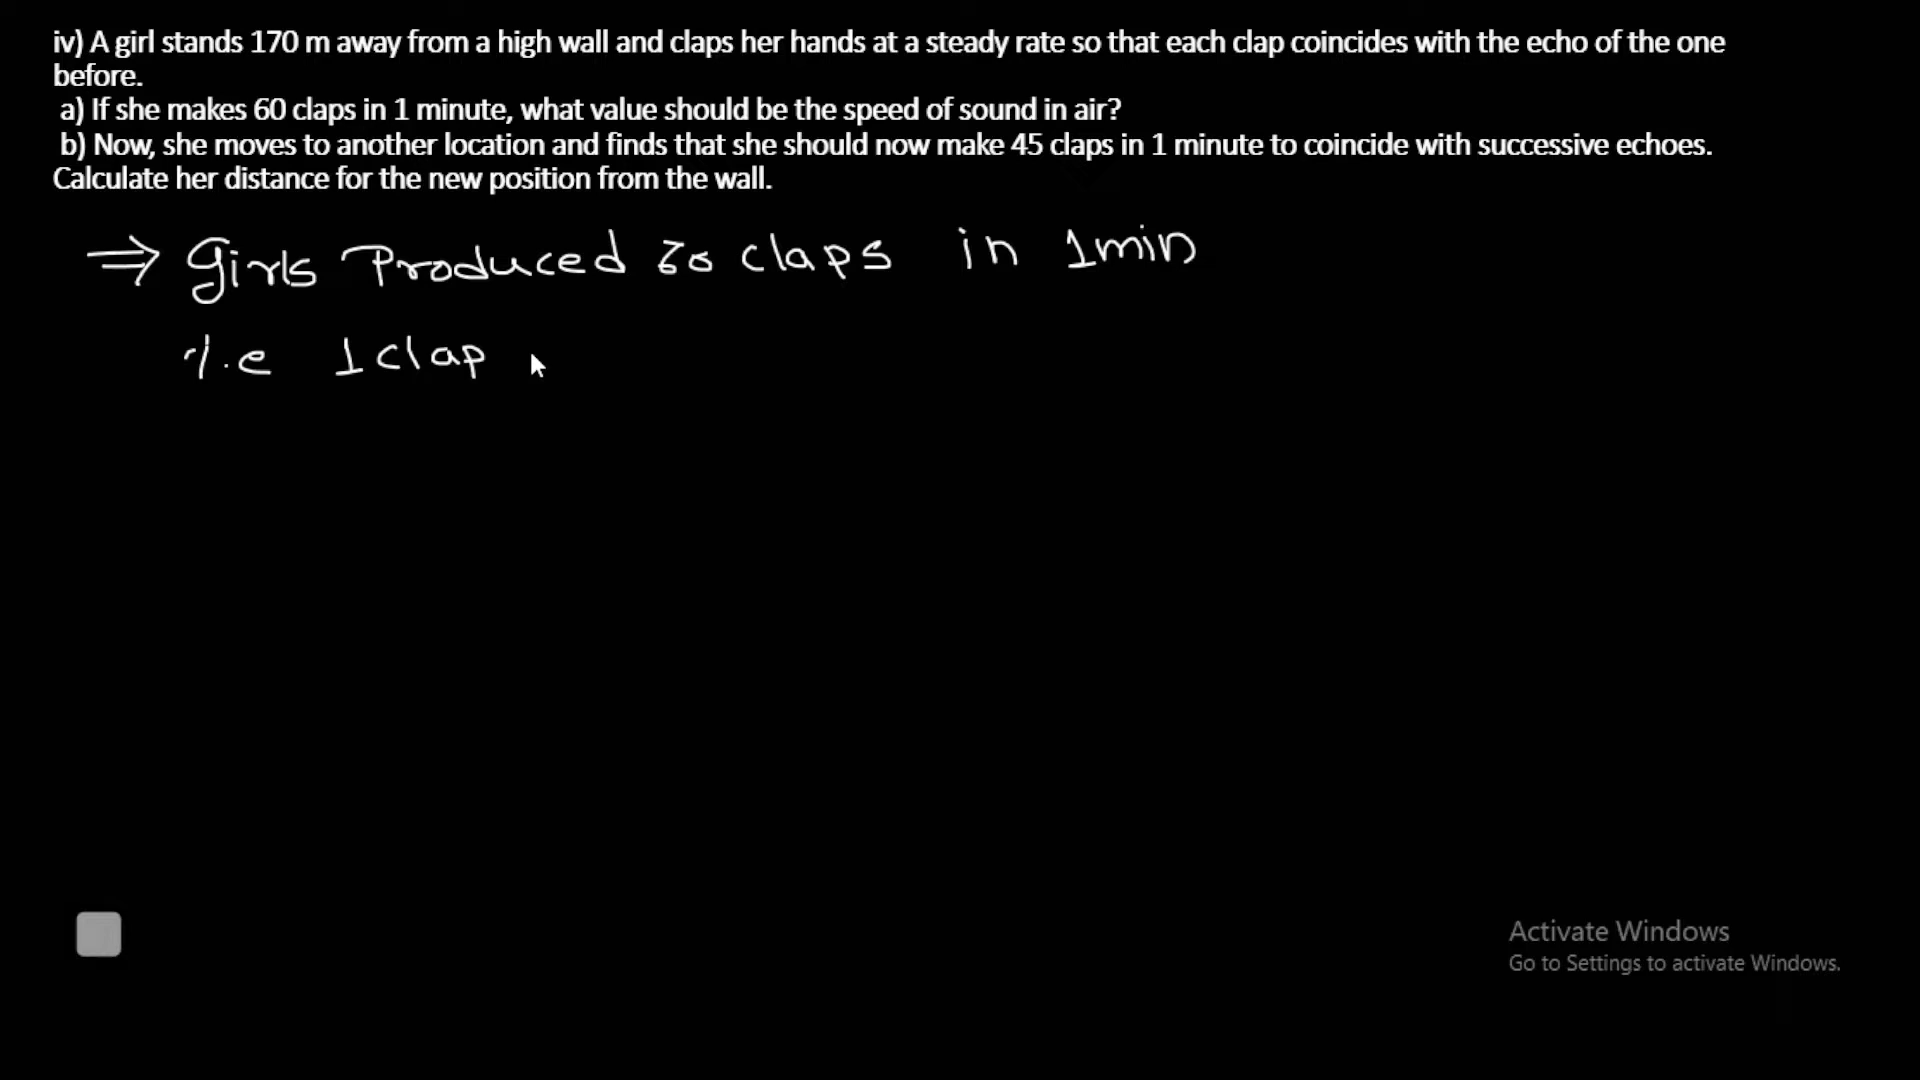 iv) A girl stands 170 m away from a high wall and claps her hands at a steady rate so that each clap coincides with the echo of the one
before.
a) If she makes 60 claps in 1 minute, what value should be the speed of sound in air?
b) Now, she moves to another location and finds that she should now make 45 claps in 1 minute to coincide with successive echoes.
Calculate her distance for the new position from the wall.
⇒ Girls Produced 60 claps in 1min
i.e 1 clap
Activate Windows
Go to Settings to activate Windows.